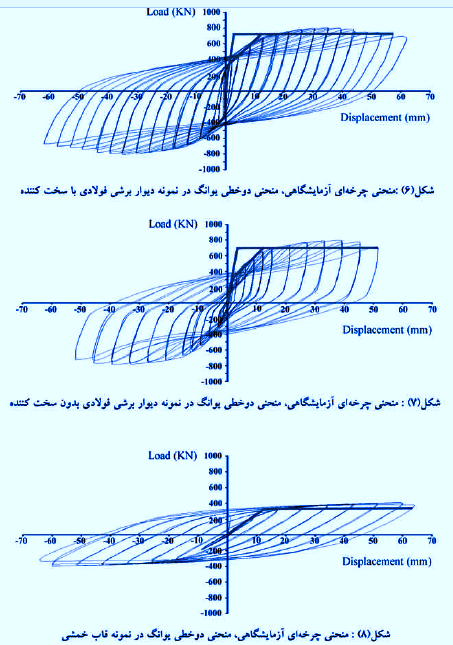 Load (KN)
1000
800
600
400
200
-70 -60 -50 -40 -30 -20 -10 0 10 20 30 40 50 60 70
-200
-400
-600
-800
-1000
Displacement (mm)
شکل(۶) :منحنی چرخه‌ای آزمایشگاهی، منحنی دوخطی یوانگ در نمونه دیوار برشی فولادی با سخت کننده
Load (KN)
1000
800
600
400
200
-70 -60 -50 -40 -30 -20 -10 0 10 20 30 40 50 60 70
-200
-400
-600
-800
-1000
Displacement (mm)
شکل(۷) : منحنی چرخه‌ای آزمایشگاهی، منحنی دوخطی یوانگ در نمونه دیوار برشی فولادی بدون سخت کننده
Load (KN)
1000
800
600
400
200
-70 -60 -50 -40 -30 -20 -10 0 10 20 30 40 50 60 70
-200
-400
-600
-800
-1000
Displacement (mm)
شکل(۸) : منحنی چرخه‌ای آزمایشگاهی، منحنی دوخطی یوانگ در نمونه قاب خمشی